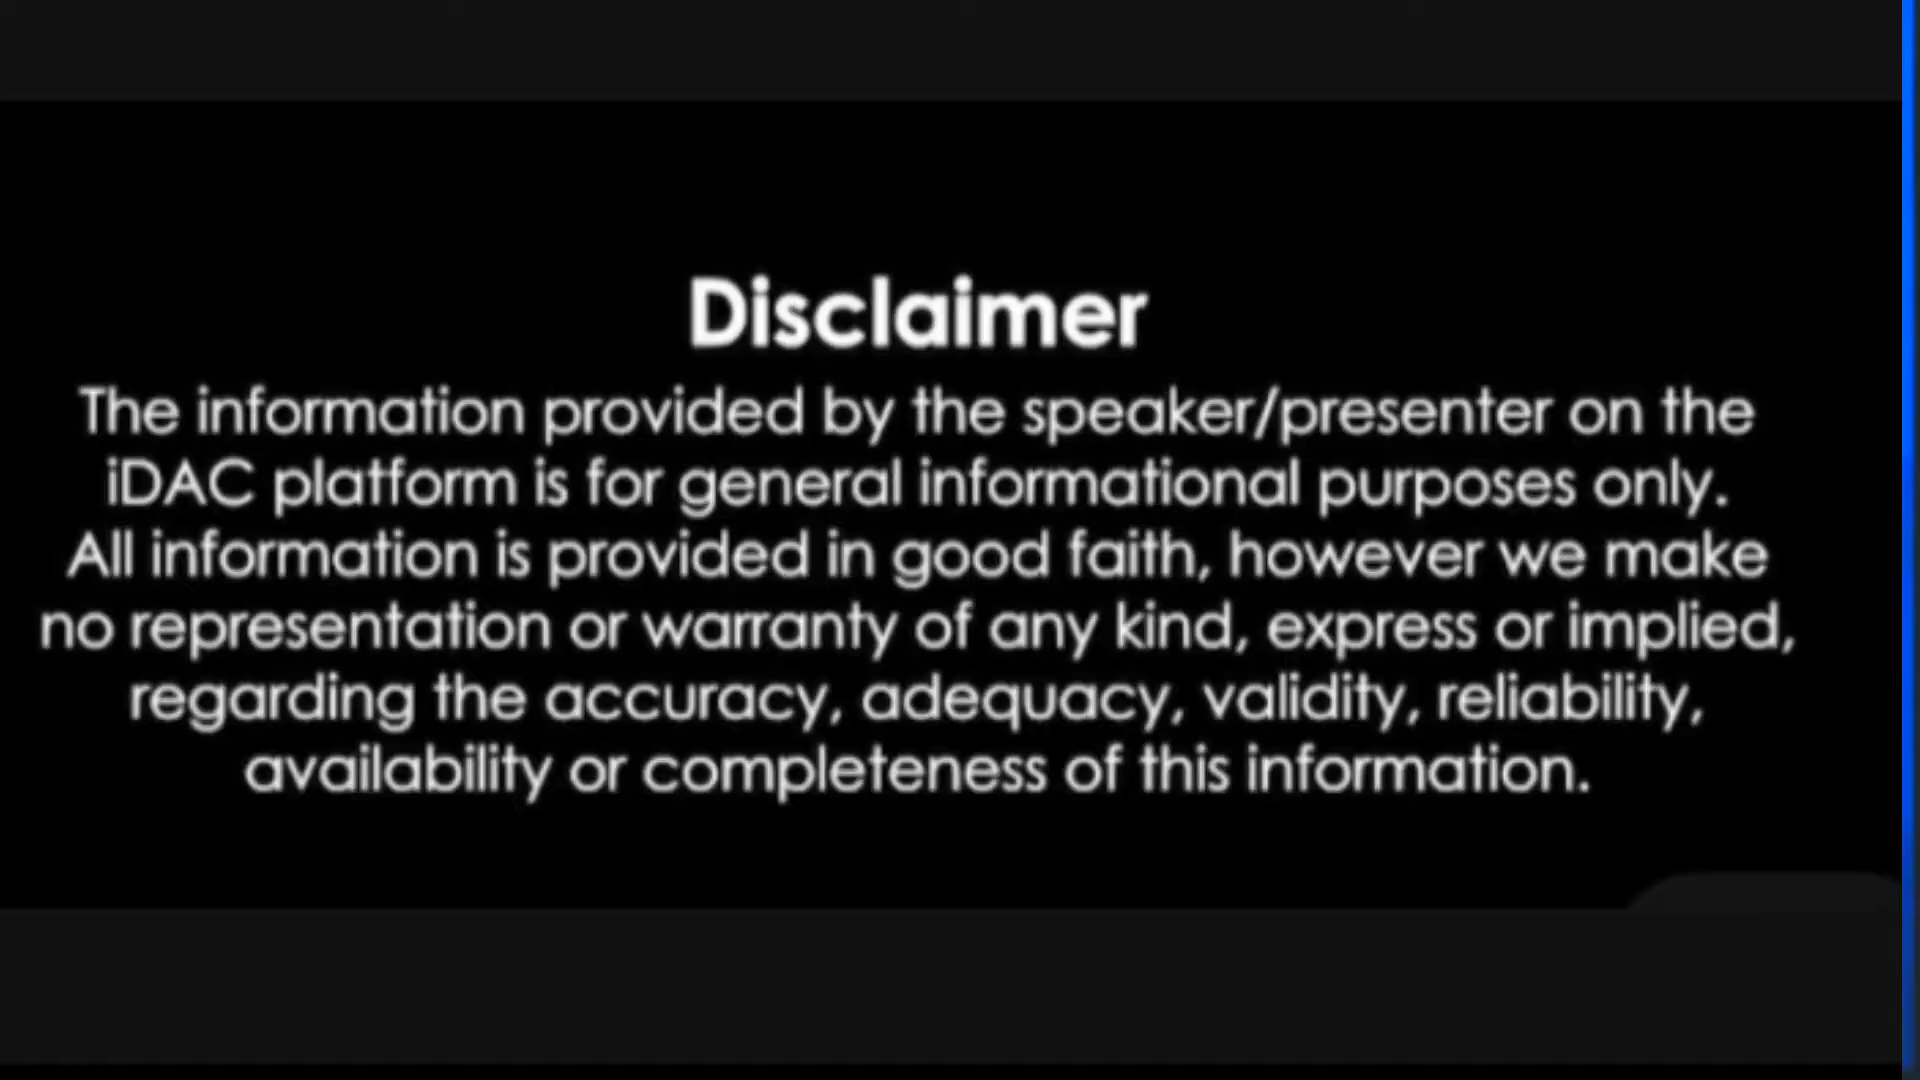 Disclaimer
The information provided by the speaker/presenter on the
iDAC platform is for general informational purposes only.
All information is provided in good faith, however we make
no representation or warranty of any kind, express or implied,
regarding the accuracy, adequacy, validity, reliability,
availability or completeness of this information.